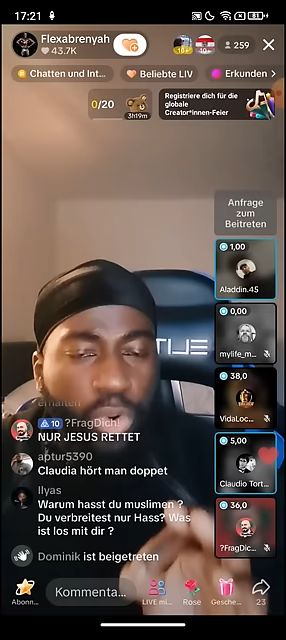 17:21
81
Flexabrenyah
43.7K
259
Chatten und Int...
Beliebte LIV
Erkunden
0/20
3h19m
Registriere dich für die
globale
Creator*innen-Feier
Anfrage
zum
Beitreten
1,00
Aladdin.45
0,00
mylife_m...
38,0
VidaLoc...
5,00
Claudio Tort...
36,0
?FragDic...
erhalten
10 ?FragDich!
NUR JESUS RETTET
aptur5390
Claudia hört man doppet
Ilyas
Warum hasst du muslimen ?
Du verbreitest nur Hass? Was
ist los mit dir ?
Dominik ist beigetreten
Abonn...
Kommenta...
LIVE mi...
Rose
Gesche...
23